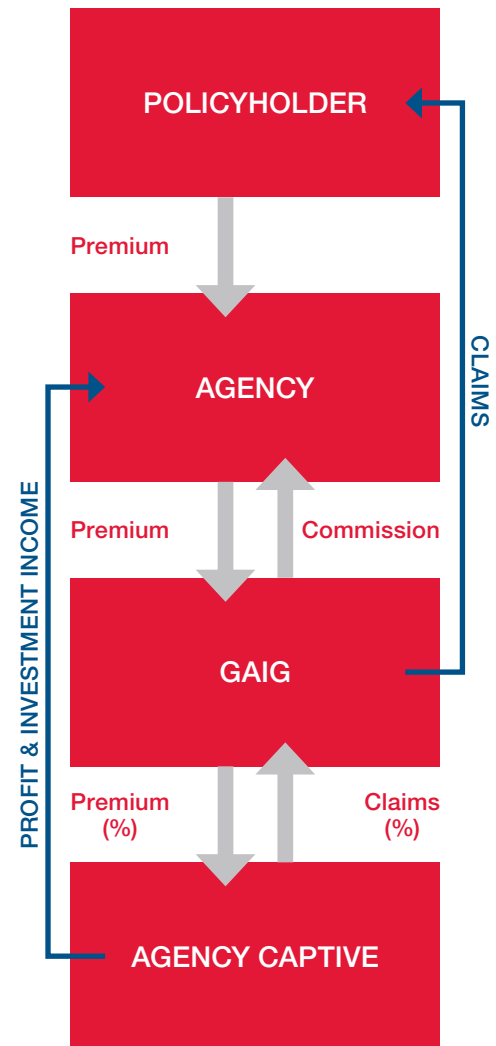 POLICYHOLDER
Premium
CLAIMS
AGENCY
Premium
Commission
PROFIT & INVESTMENT INCOME
GAIG
Premium
(%)
Claims
(%)
AGENCY CAPTIVE